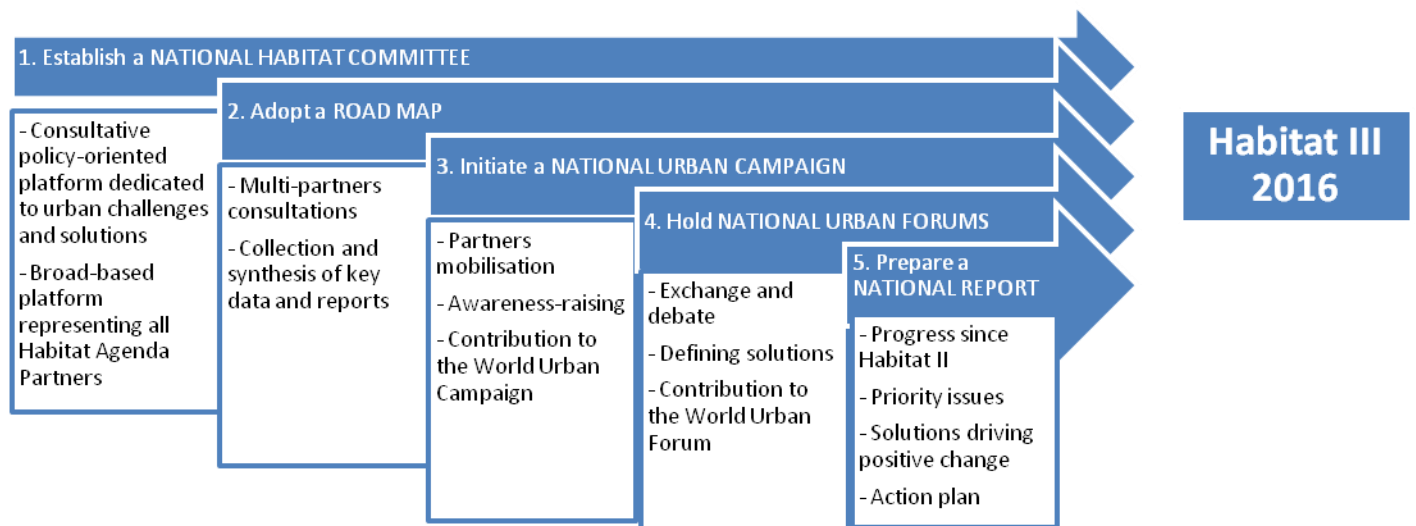 1. Establish a NATIONAL HABITAT COMMITTEE
- Consultative
policy-oriented
platform dedicated
to urban challenges
and solutions
- Broad-based
platform
representing all
Habitat Agenda
Partners
2. Adopt a ROAD MAP
- Multi-partners
consultations
- Collection and
synthesis of key
data and reports
3. Initiate a NATIONAL URBAN CAMPAIGN
- Partners
mobilisation
- Awareness-raising
- Contribution to
the World Urban
Campaign
4. Hold NATIONAL URBAN FORUMS
- Exchange and
debate
- Defining solutions
- Contribution to
the World Urban
Forum
5. Prepare a
NATIONAL REPORT
- Progress since
Habitat II
- Priority issues
- Solutions driving
positive change
- Action plan
Habitat III
2016